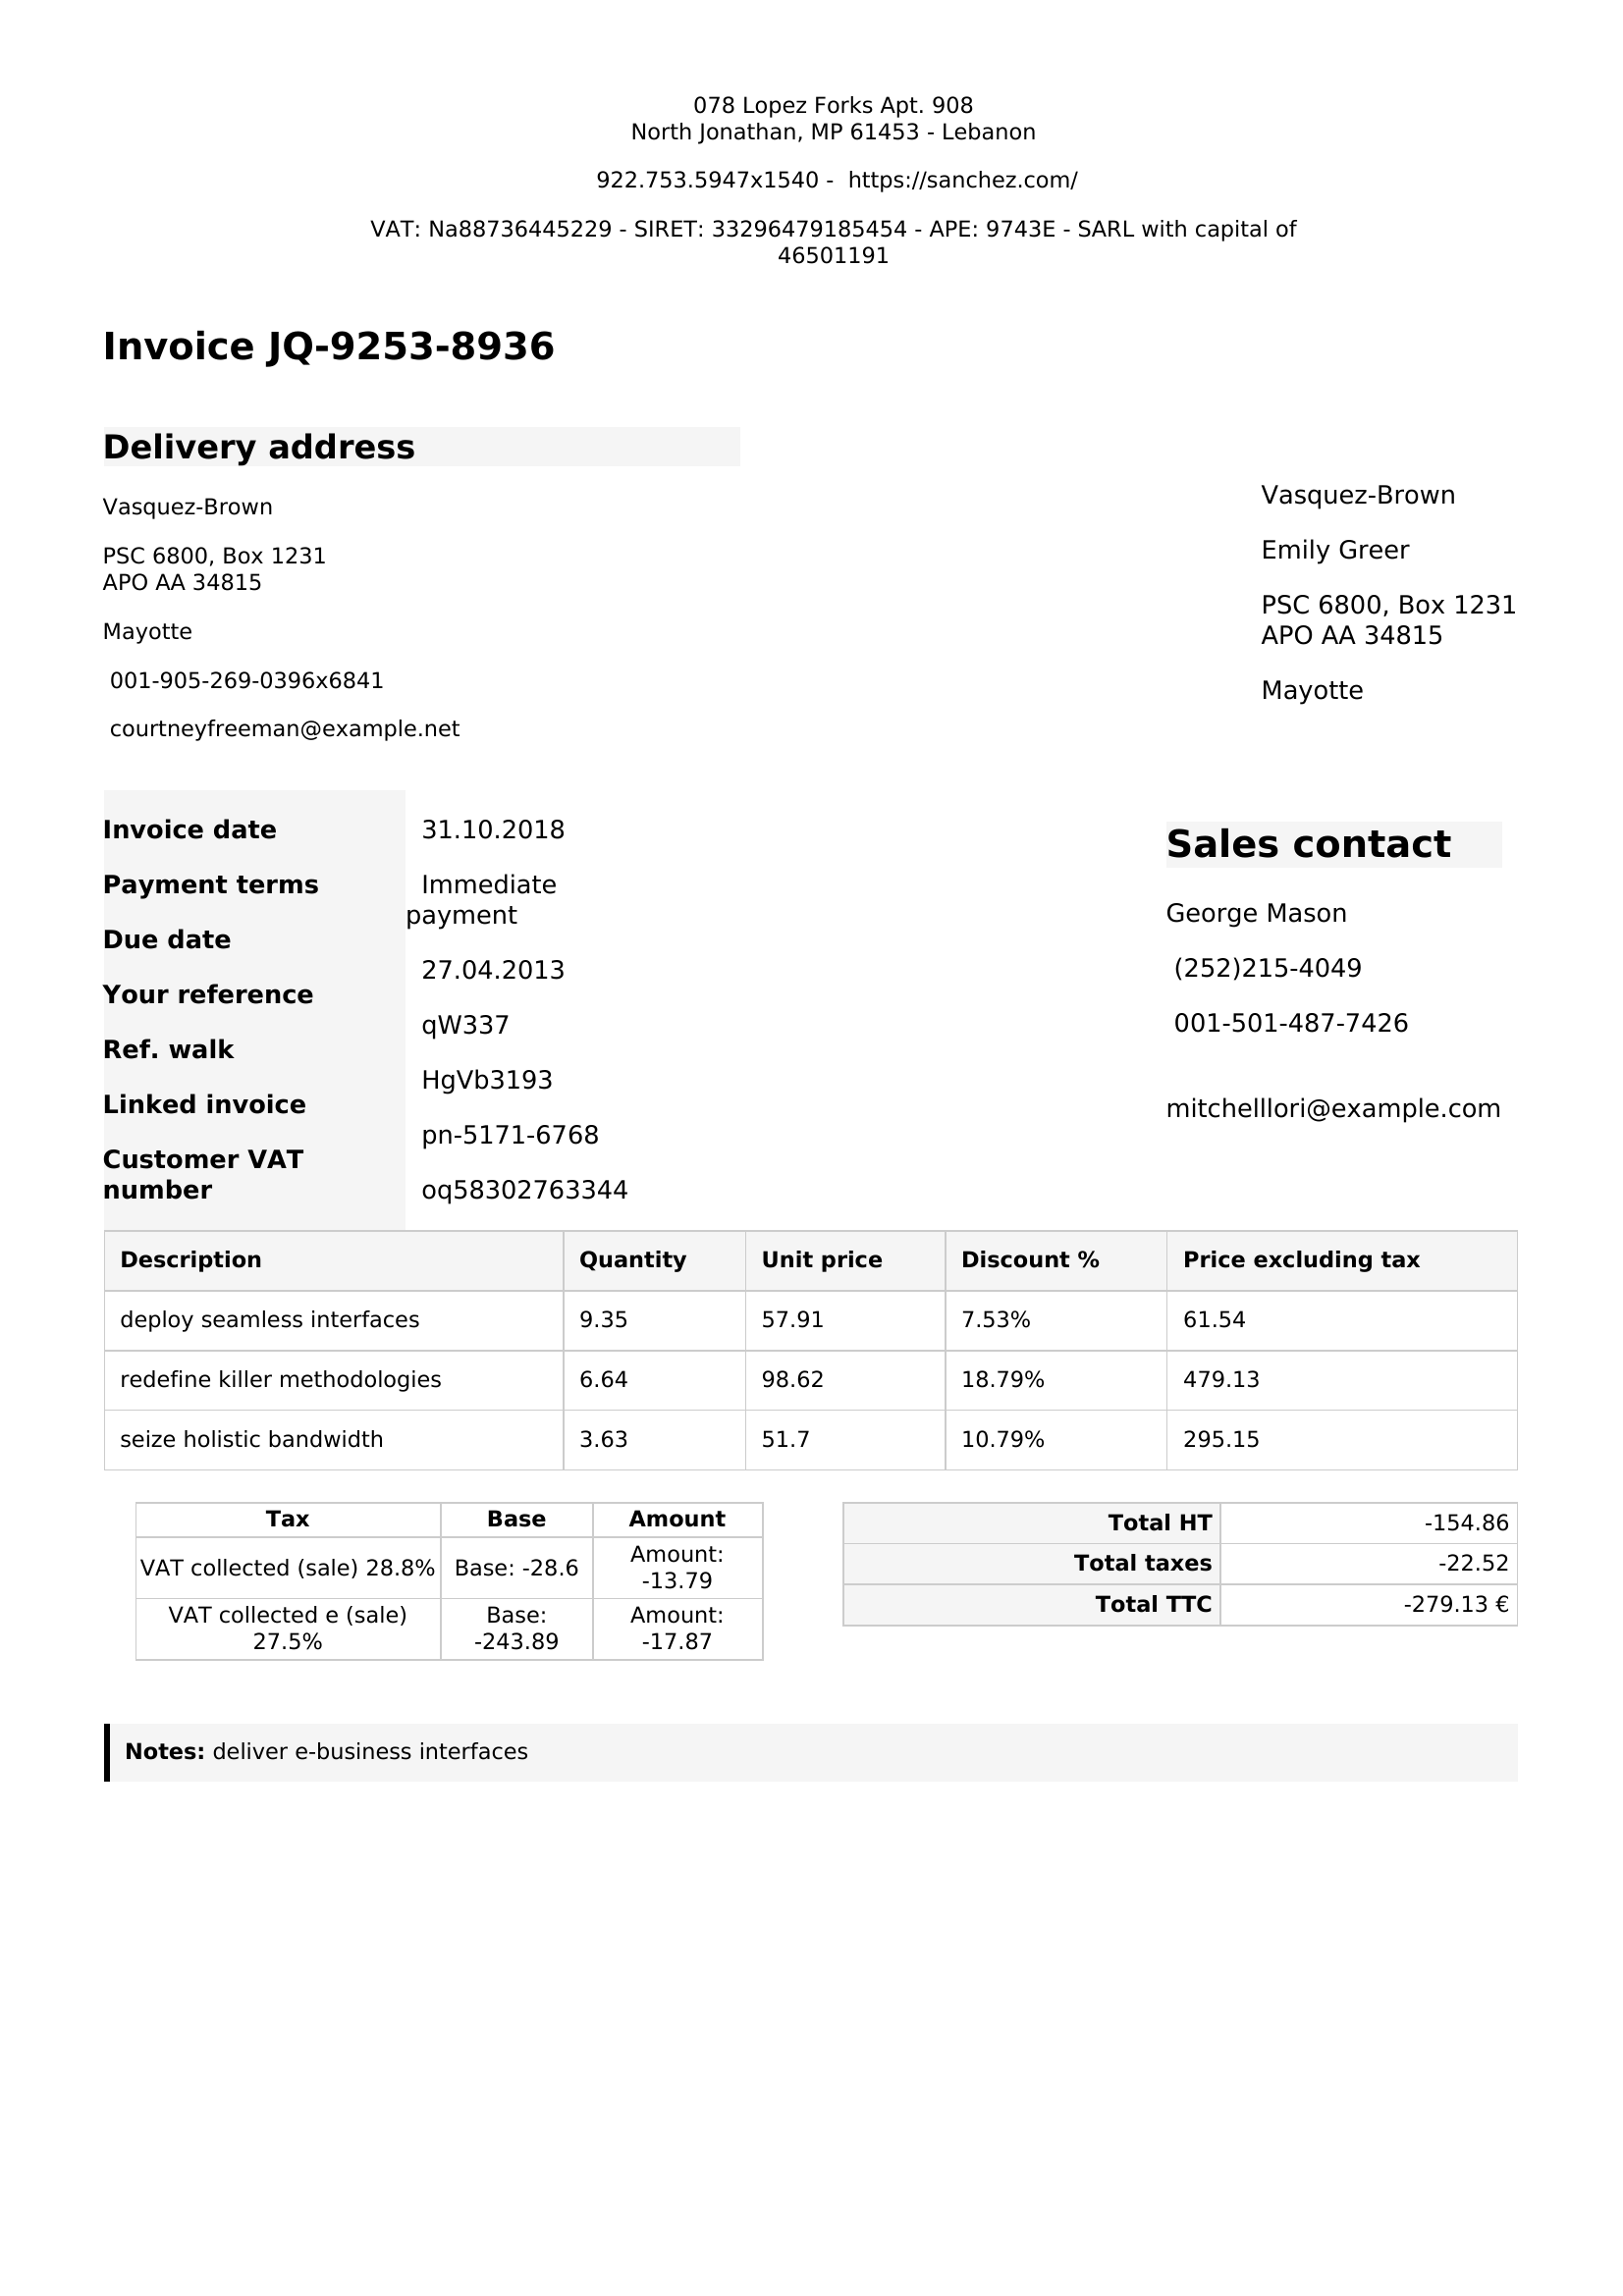 078 Lopez Forks Apt. 908
North Jonathan, MP 61453 - Lebanon
922.753.5947x1540 -  https://sanchez.com/
VAT: Na88736445229 - SIRET: 33296479185454 - APE: 9743E - SARL with capital of
46501191
Invoice JQ-9253-8936
Delivery address
Vasquez-Brown
PSC 6800, Box 1231
APO AA 34815
Mayotte
001-905-269-0396x6841
courtneyfreeman@example.net
Vasquez-Brown
Emily Greer
PSC 6800, Box 1231
APO AA 34815
Mayotte
Invoice date
Payment terms
Due date
Your reference
Ref. walk
Linked invoice
Customer VAT
number
31.10.2018
Immediate
payment
27.04.2013
qW337
HgVb3193
pn-5171-6768
oq58302763344
Sales contact
George Mason
(252)215-4049
001-501-487-7426
mitchelllori@example.com
Description Quantity Unit price Discount % Price excluding tax
deploy seamless interfaces 9.35 57.91 7.53% 61.54
redefine killer methodologies 6.64 98.62 18.79% 479.13
seize holistic bandwidth 3.63 51.7 10.79% 295.15
Tax Base Amount
VAT collected (sale) 28.8% Base: -28.6 Amount:
-13.79
VAT collected e (sale) Base: Amount:
27.5% -243.89 -17.87
Total HT -154.86
Total taxes -22.52
Total TTC -279.13 €
Notes: deliver e-business interfaces